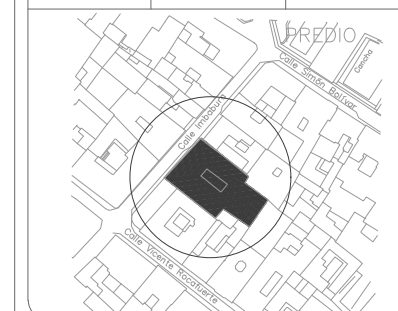 PREDIO
Calle Simón Bolívar
Cancha
Calle Imbabura
Calle Vicente Rocafuerte